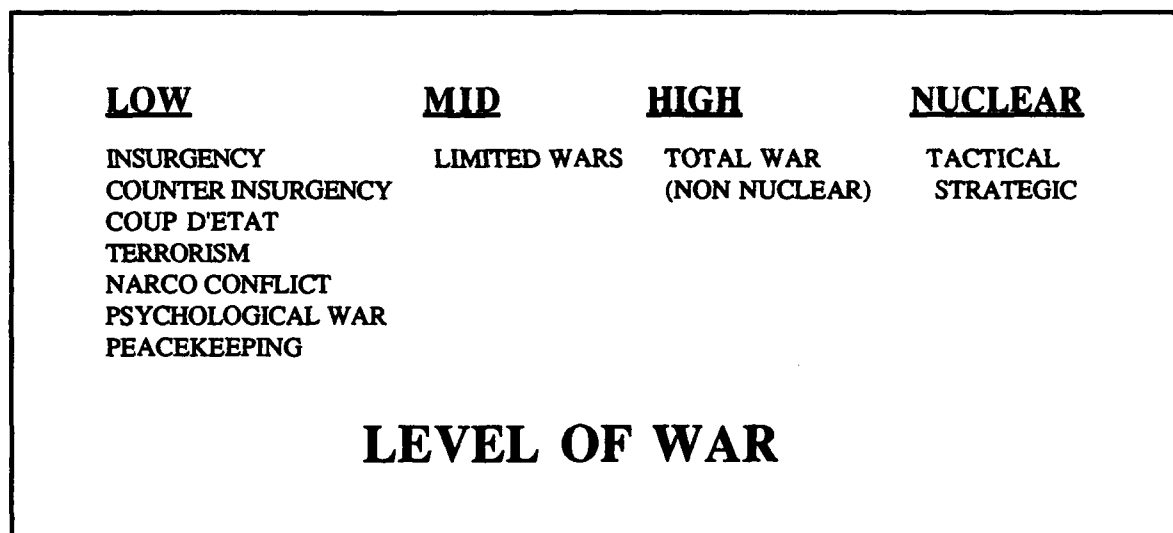 LOW MID HIGH NUCLEAR
INSURGENCY LIMITED WARS TOTAL WAR TACTICAL
COUNTER INSURGENCY (NON NUCLEAR) STRATEGIC
COUP D'ETAT
TERRORISM
NARCO CONFLICT
PSYCHOLOGICAL WAR
PEACEKEEPING
LEVEL OF WAR